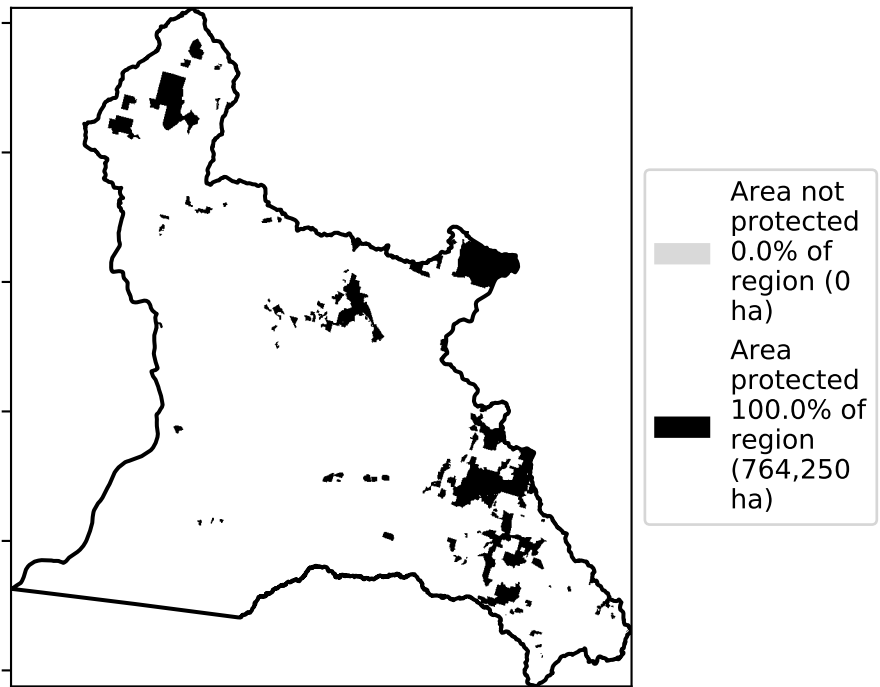 Area not
protected
0.0% of
region (0
ha)
Area
protected
100.0% of
region
(764,250
ha)